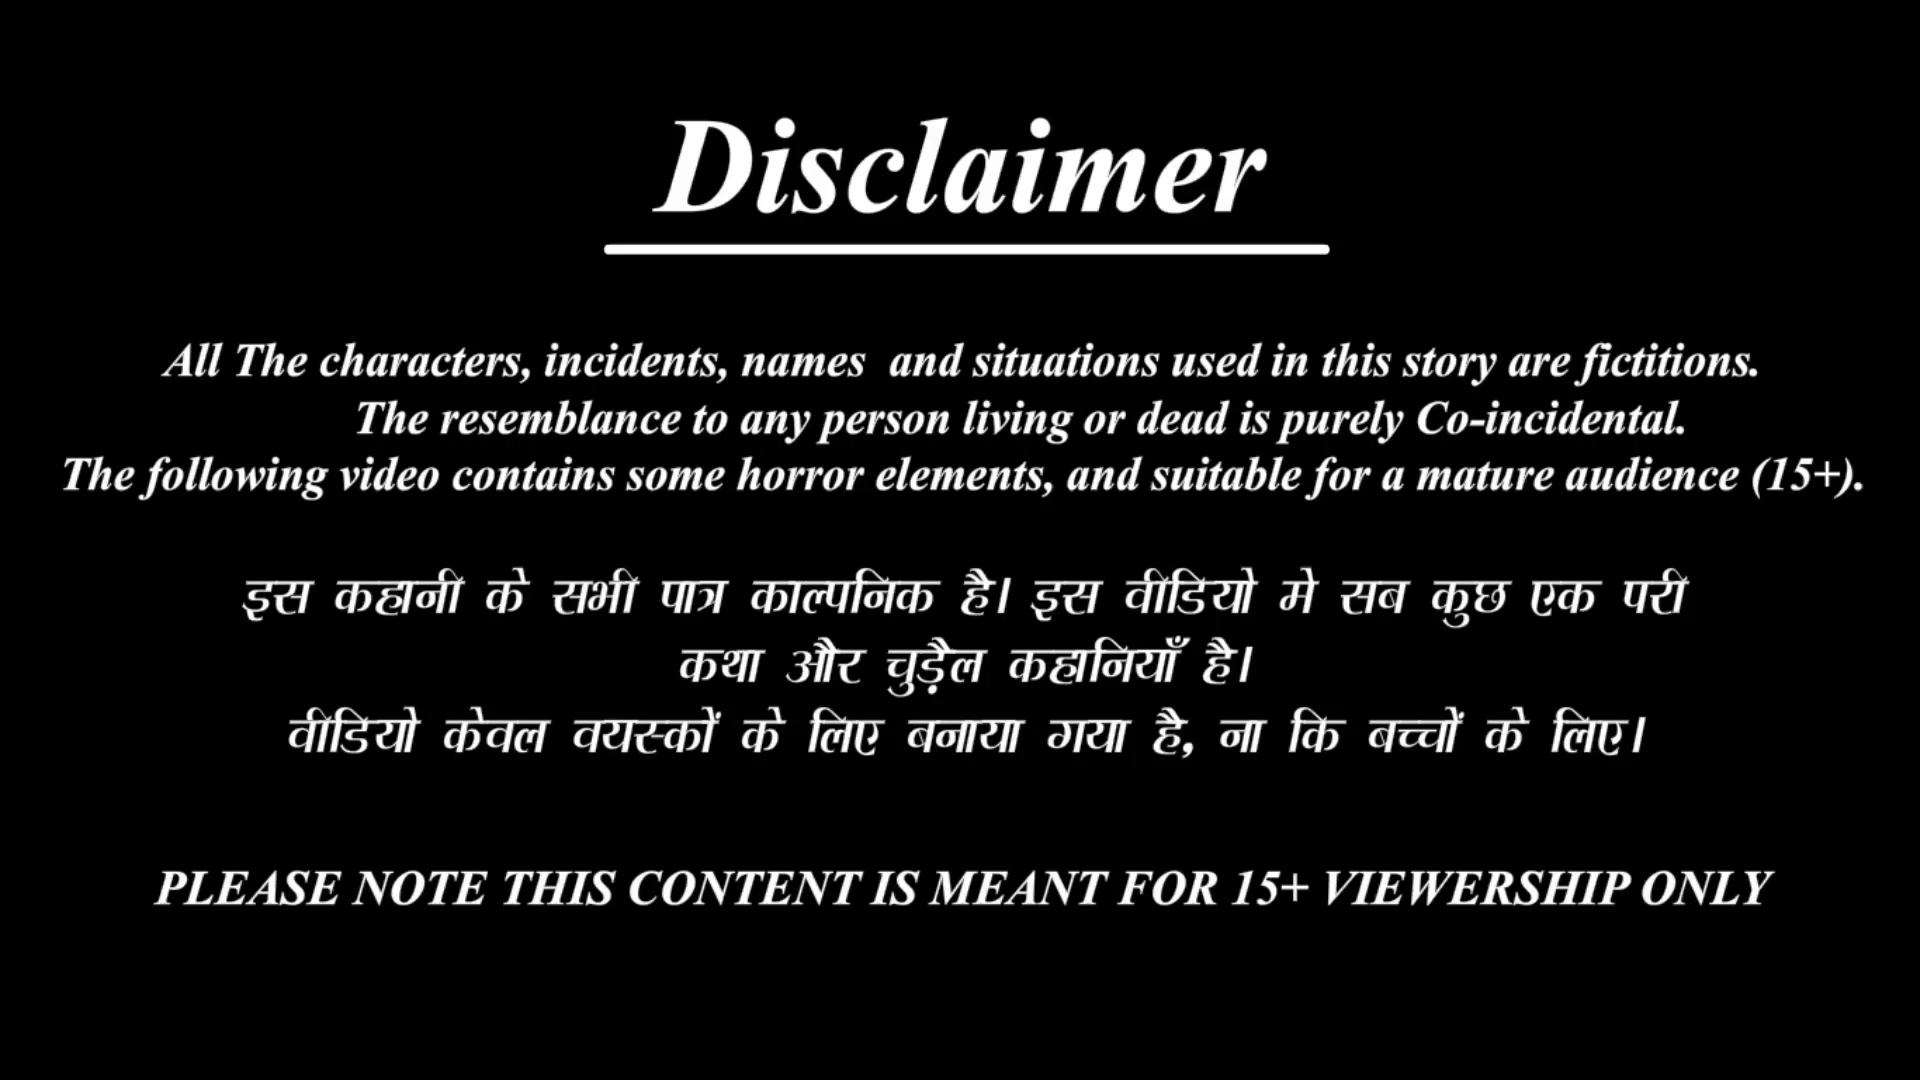 Disclaimer
All The characters, incidents, names and situations used in this story are fictitions.
The resemblance to any person living or dead is purely Co-incidental.
The following video contains some horror elements, and suitable for a mature audience (15+).
इस कहानी के सभी पात्र काल्पनिक है। इस वीडियो मे सब कुछ एक परी
कथा और चुड़ैल कहानियाँ है।
वीडियो केवल वयस्कों के लिए बनाया गया है, ना कि बच्चों के लिए।
PLEASE NOTE THIS CONTENT IS MEANT FOR 15+ VIEWERSHIP ONLY